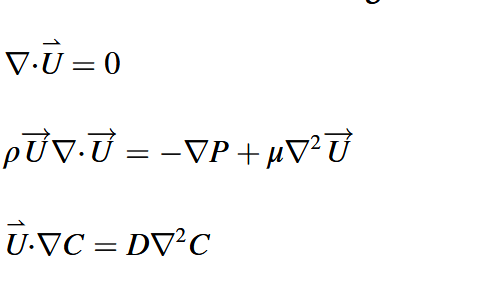 ∇·U⃗ = 0
ρU⃗∇·U⃗ = −∇P + μ∇²U⃗
U⃗·∇C = D∇²C